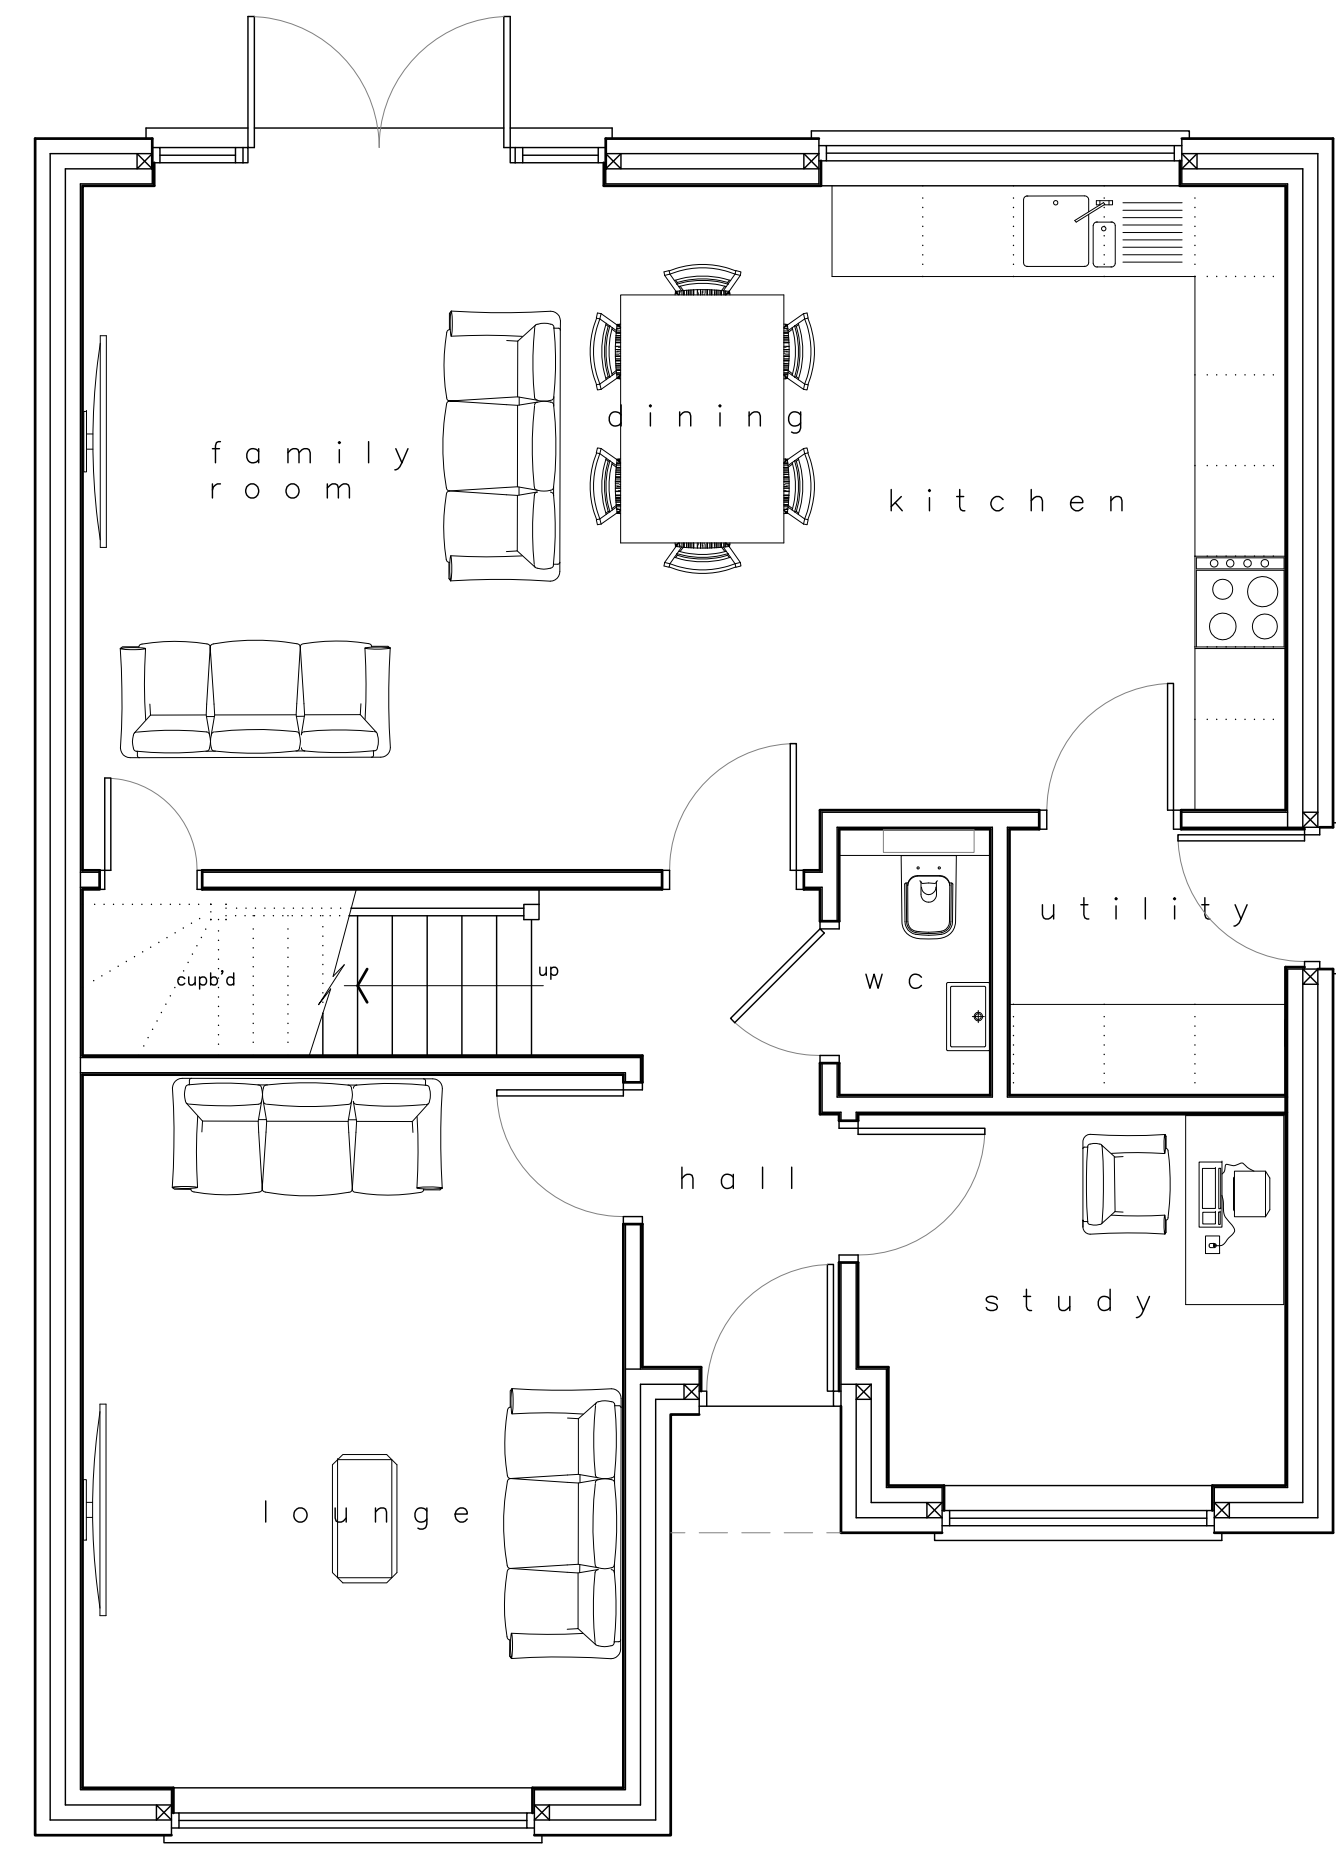 dining
family
room
kitchen
utility
cupb'd
up
wc
hall
study
lounge